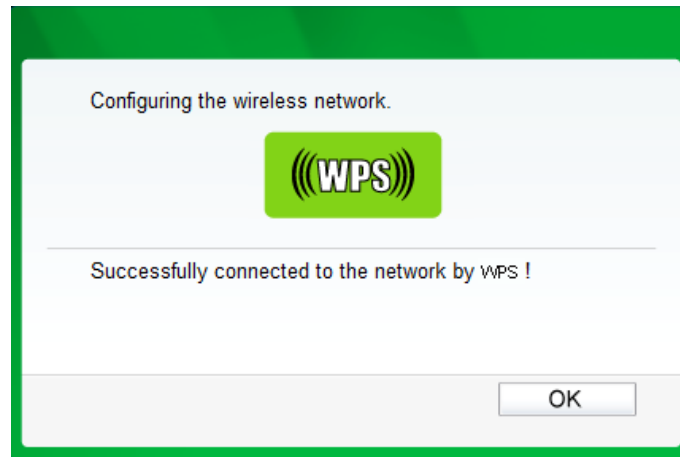 Configuring the wireless network.
(((WPS)))
Successfully connected to the network by WPS !
OK